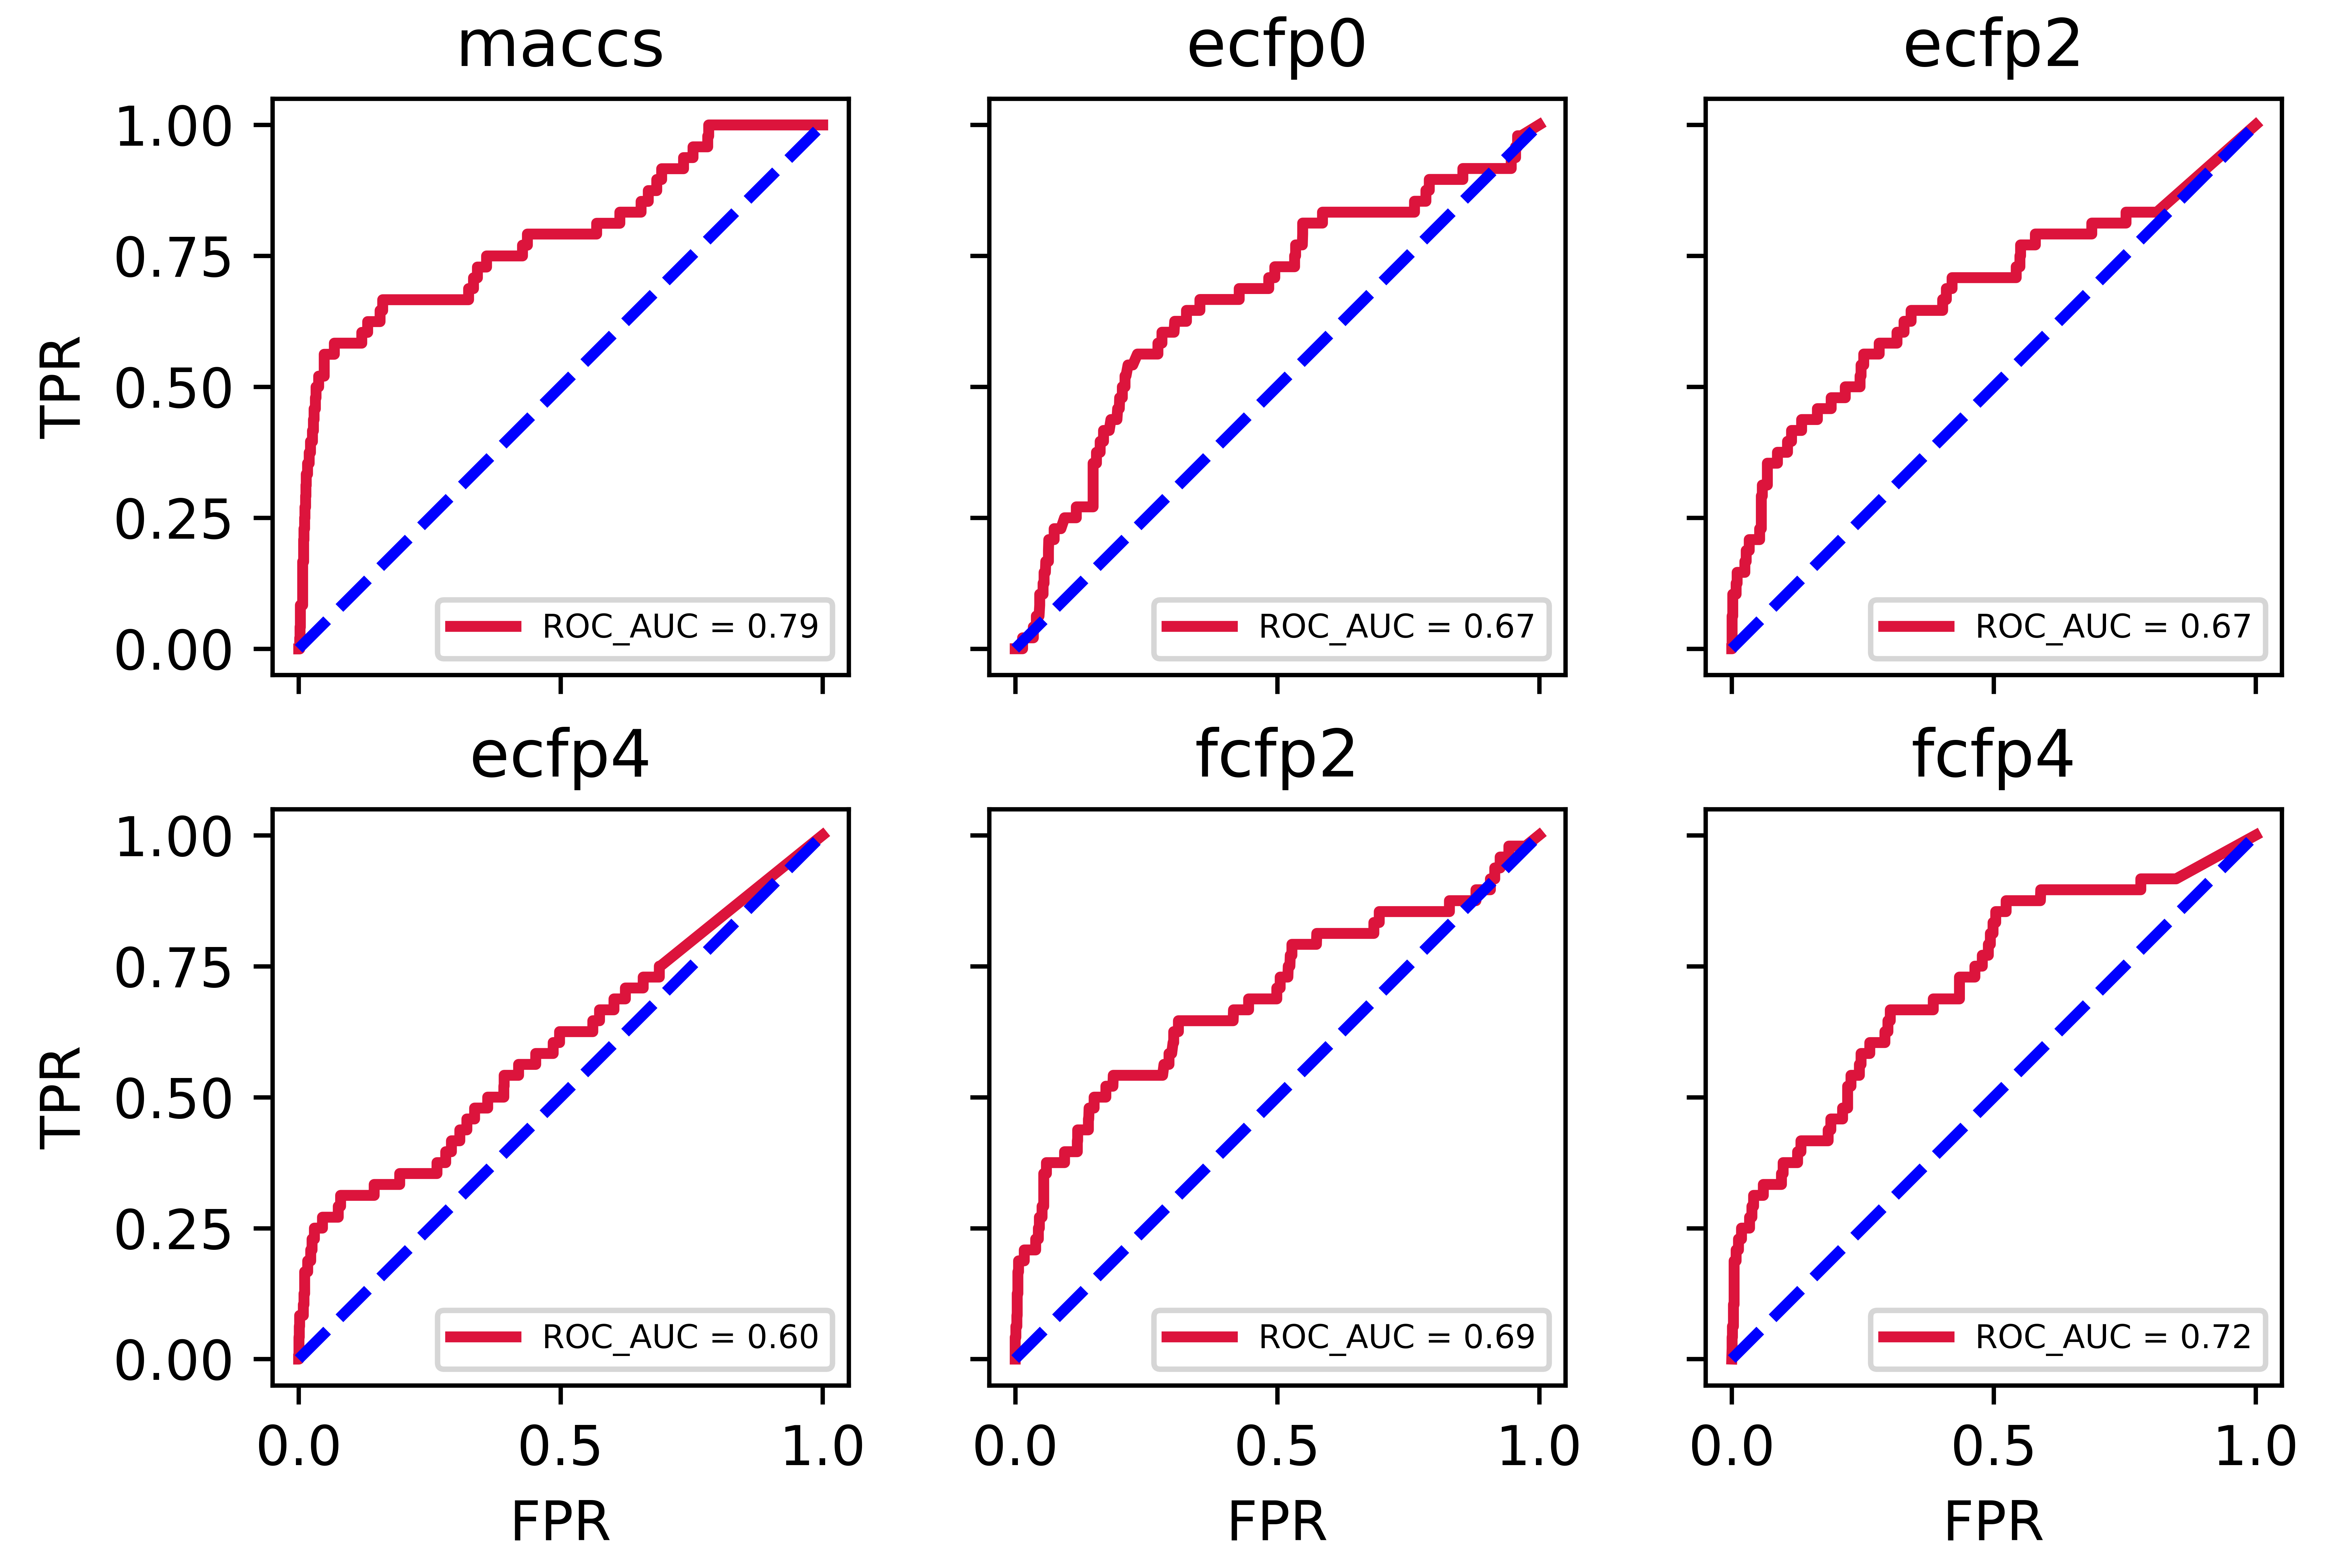 maccs
ecfp0
ecfp2
1.00
0.75
0.50
0.25
0.00
TPR
ROC_AUC = 0.79
ROC_AUC = 0.67
ROC_AUC = 0.67
ecfp4
fcfp2
fcfp4
1.00
0.75
0.50
0.25
0.00
TPR
ROC_AUC = 0.60
ROC_AUC = 0.69
ROC_AUC = 0.72
0.0 0.5 1.0
0.0 0.5 1.0
0.0 0.5 1.0
FPR
FPR
FPR